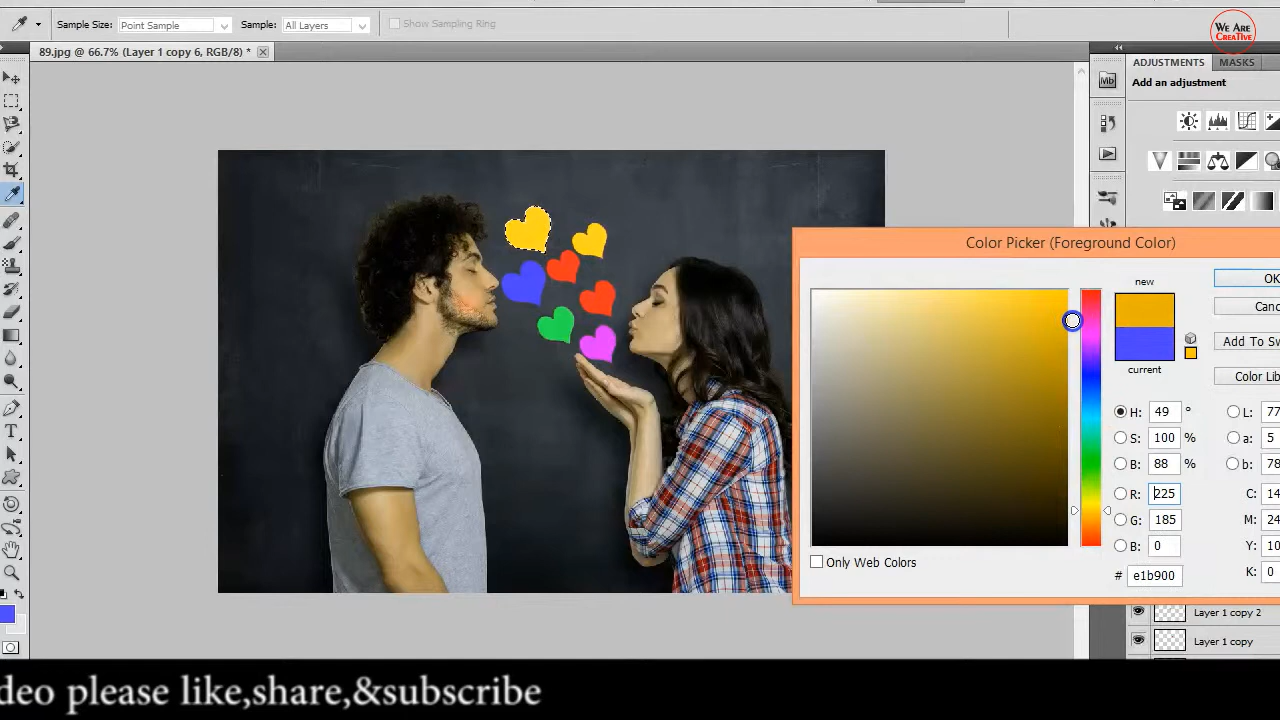 Sample Size: Point Sample Sample: All Layers Show Sampling Ring
WE ARE
CREATIVE
89.jpg @ 66.7% (Layer 1 copy 6, RGB/8) *
Mb
ADJUSTMENTS MASKS
Add an adjustment
Color Picker (Foreground Color)
new
OK
Canc
Add To Sw
current
Color Lib
H: 49 °
L: 77
S: 100 %
a: 5
B: 88 %
b: 78
R: 225
C: 14
G: 185
M: 24
B: 0
Y: 10
Only Web Colors
# e1b900
K: 0
Layer 1 copy 2
Layer 1 copy
deo please like,share,&subscribe